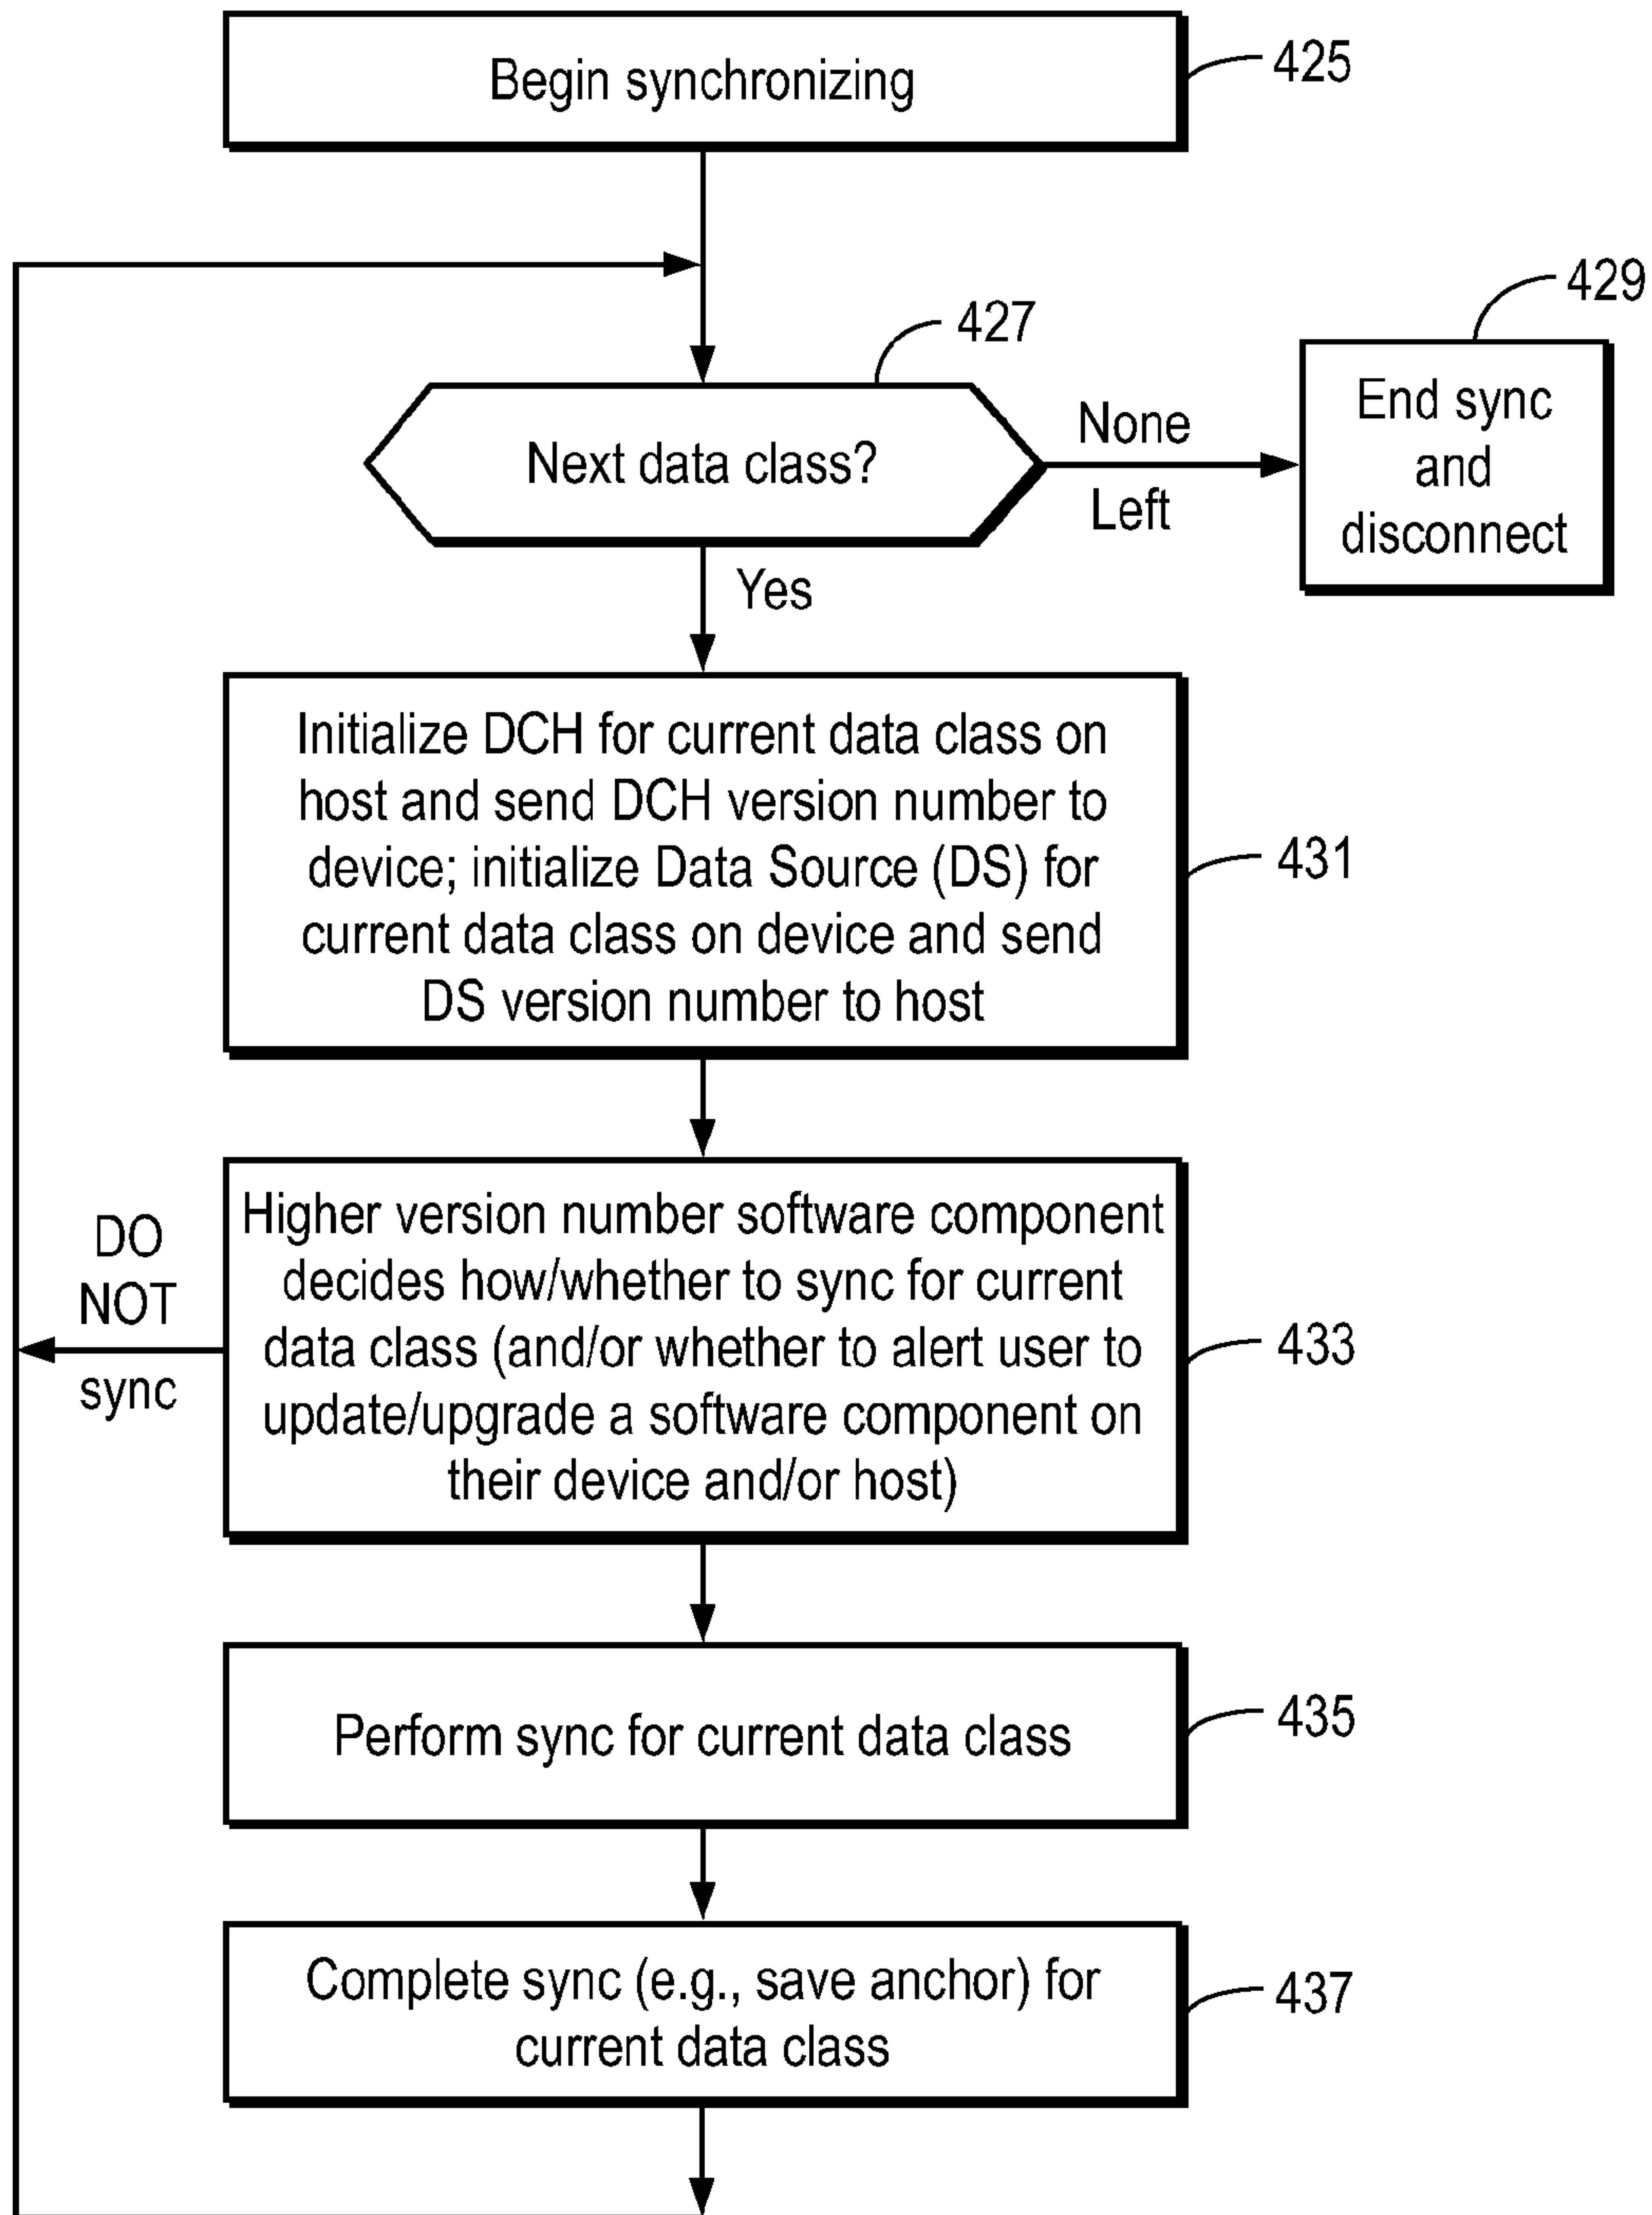 Begin synchronizing
425
427
429
Next data class?
None
Left
End sync
and
disconnect
Yes
Initialize DCH for current data class on
host and send DCH version number to
device; initialize Data Source (DS) for
current data class on device and send
DS version number to host
431
Higher version number software component
decides how/whether to sync for current
data class (and/or whether to alert user to
update/upgrade a software component on
their device and/or host)
433
DO
NOT
sync
Perform sync for current data class
435
Complete sync (e.g., save anchor) for
current data class
437